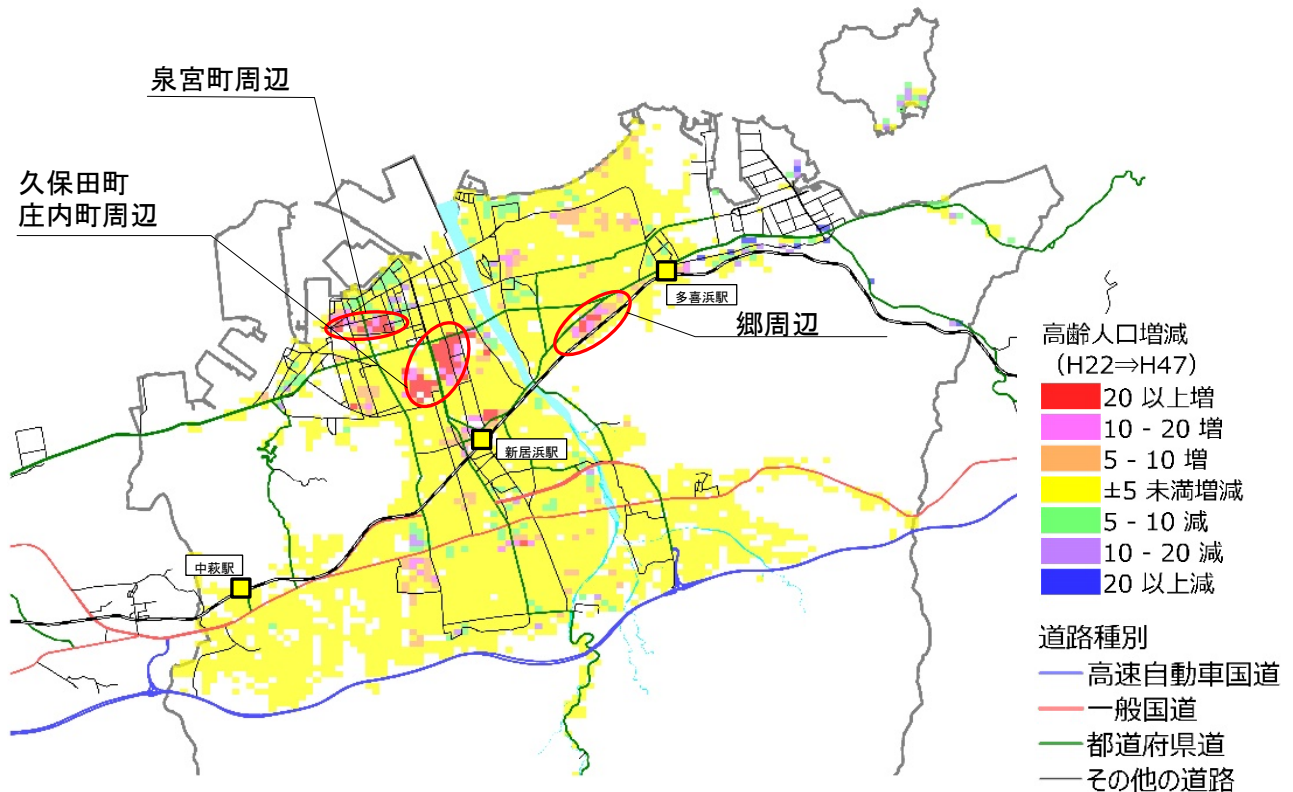 泉宮町周辺
久保田町
庄内町周辺
多喜浜駅
郷周辺
新居浜駅
中萩駅
高齢人口増減
(H22⇒H47)
20 以上増
10 - 20 増
5 - 10 増
±5 未満増減
5 - 10 減
10 - 20 減
20 以上減
道路種別
高速自動車国道
一般国道
都道府県道
その他の道路